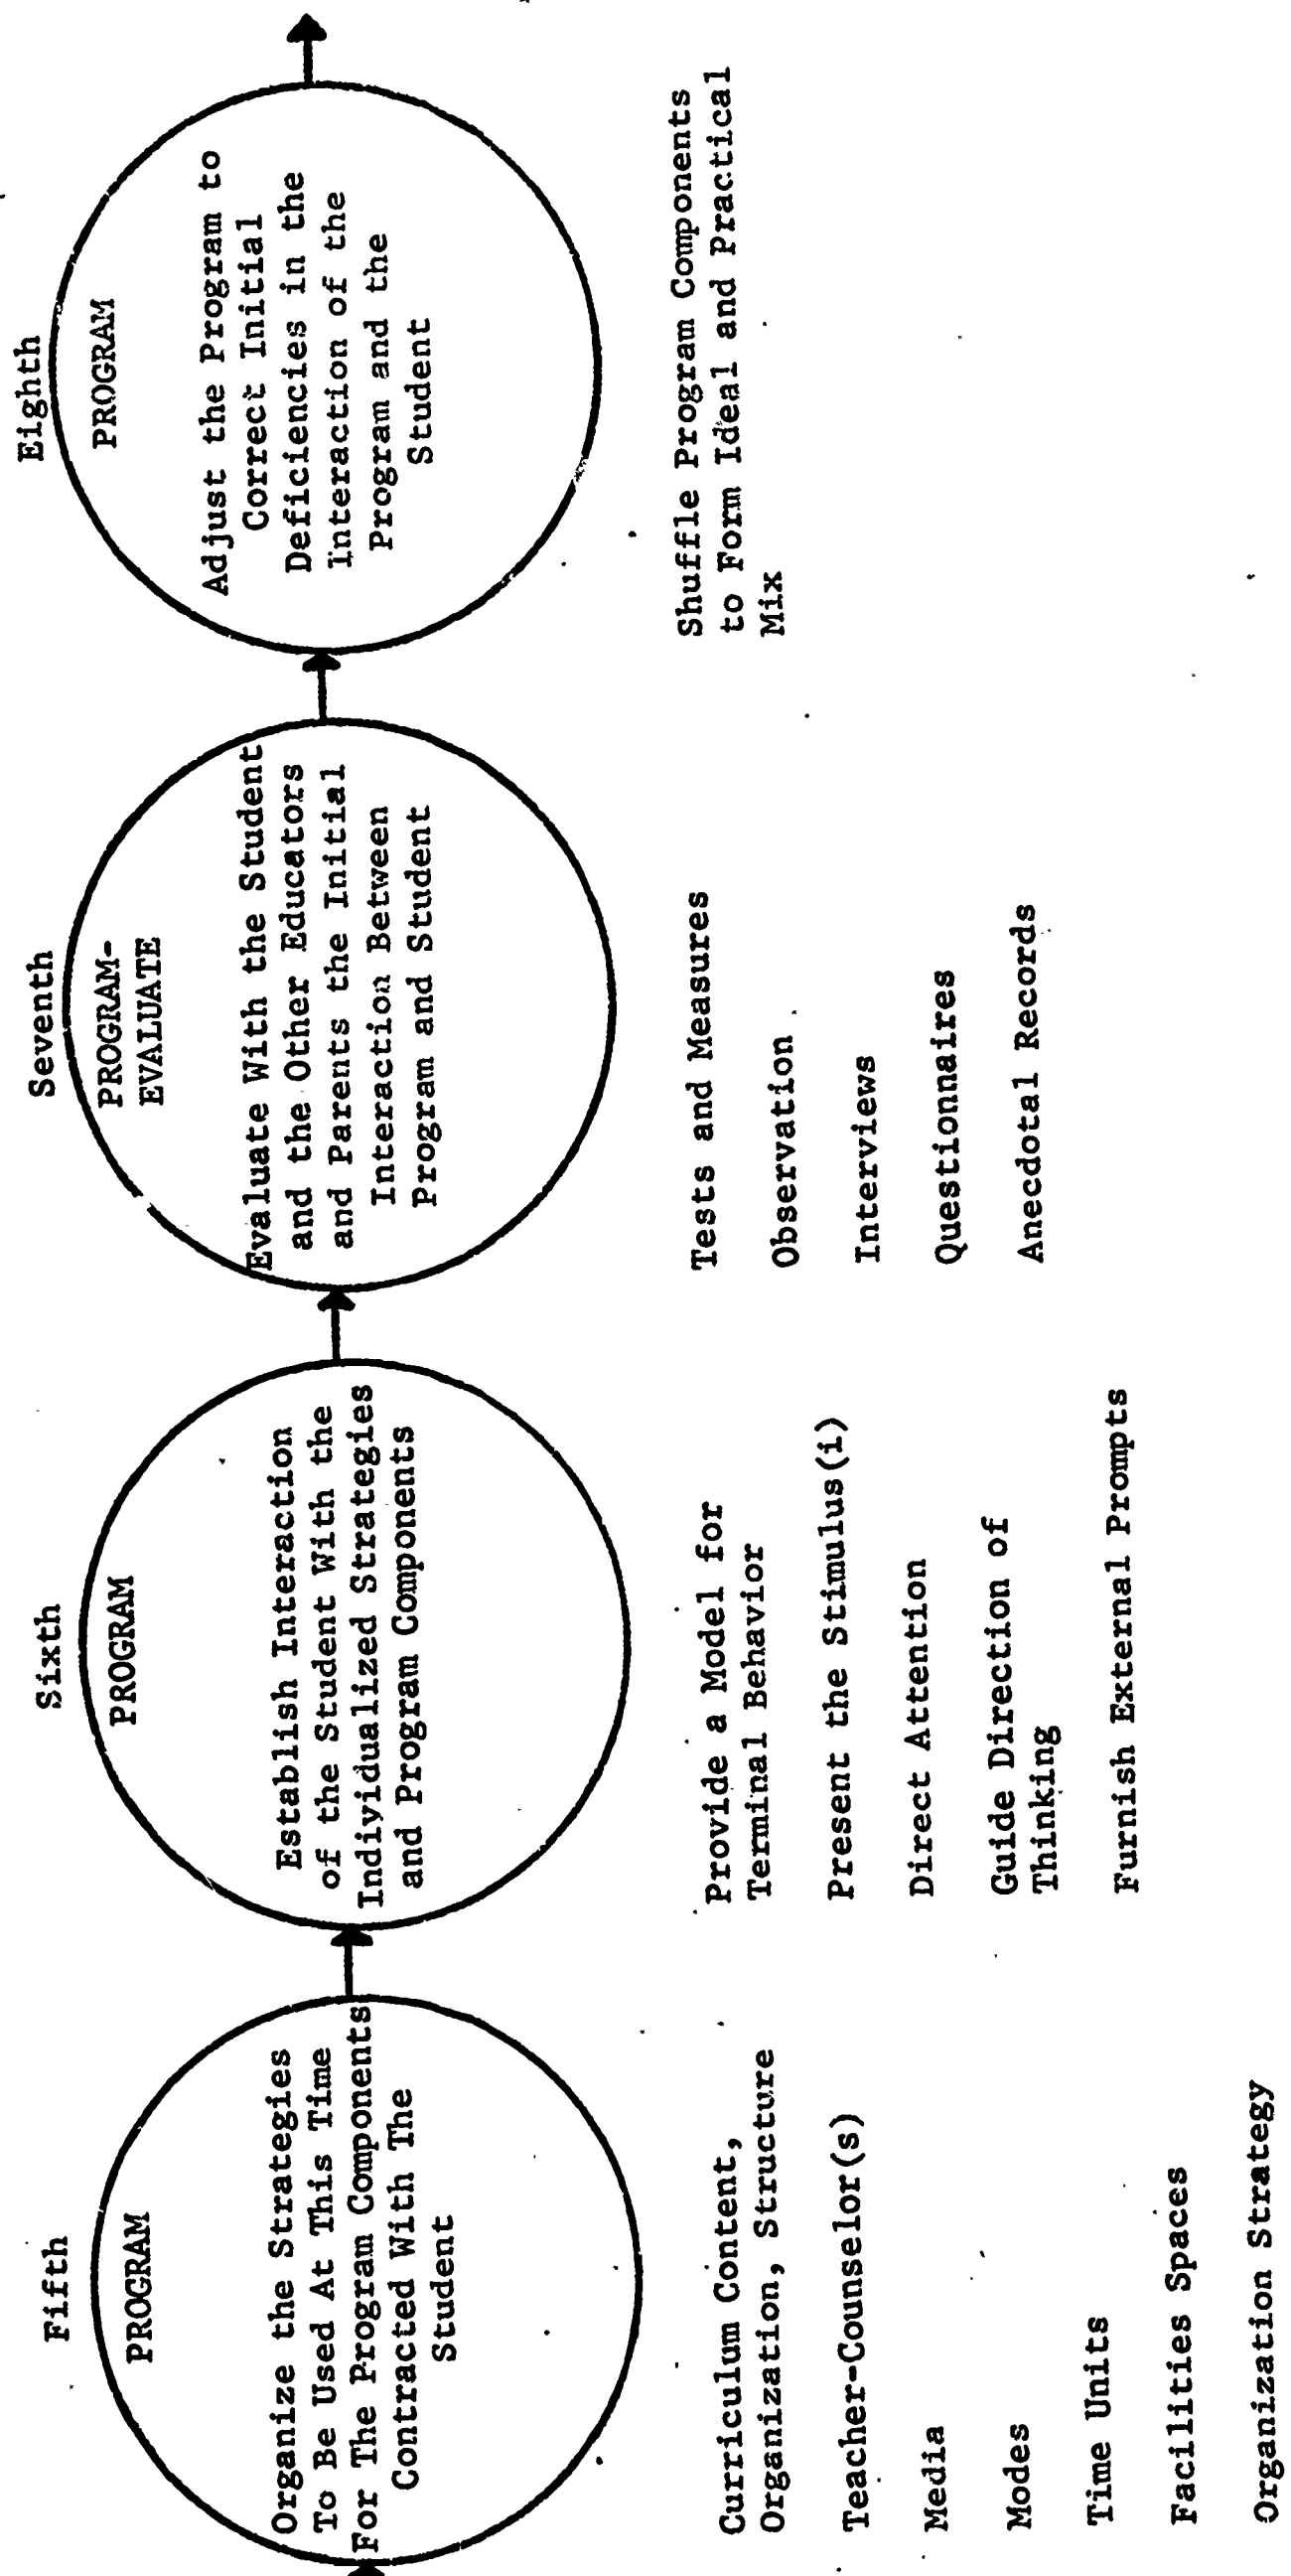 Fifth
PROGRAM
Organize the Strategies
To Be Used At This Time
For The Program Components
Contracted With The
Student
Curriculum Content,
Organization, Structure
Teacher-Counselor(s)
Media
Modes
Time Units
Facilities Spaces
Organization Strategy
Sixth
PROGRAM
Establish Interaction
of the Student With the
Individualized Strategies
and Program Components
Provide a Model for
Terminal Behavior
Present the Stimulus(i)
Direct Attention
Guide Direction of
Thinking
Furnish External Prompts
Seventh
PROGRAM-
EVALUATE
Evaluate With the Student
and the Other Educators
and Parents the Initial
Interaction Between
Program and Student
Tests and Measures
Observation
Interviews
Questionnaires
Anecdotal Records
Eighth
PROGRAM
Adjust the Program to
Correct Initial
Deficiencies in the
Interaction of the
Program and the
Student
Shuffle Program Components
to Form Ideal and Practical
Mix